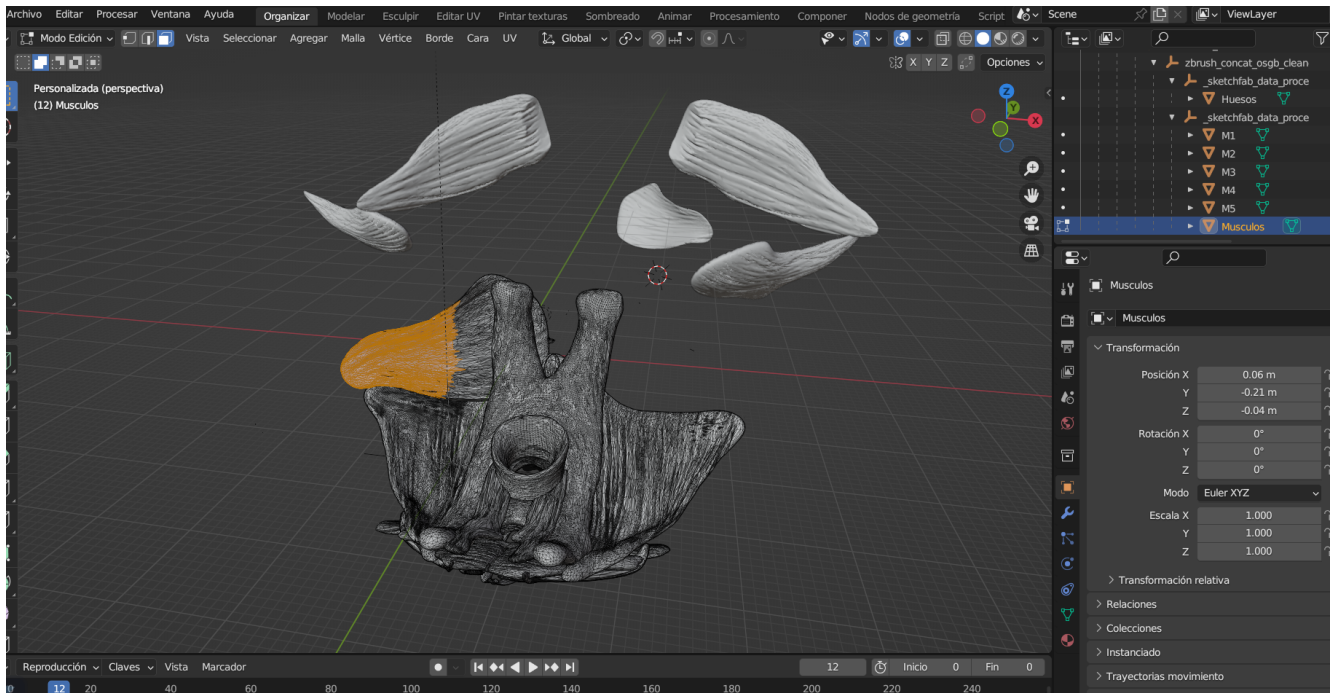 Archivo Editar Procesar Ventana Ayuda Organizar Modelar Esculpir Editar UV Pintar texturas Sombreado Animar Procesamiento Componer Nodos de geometría Script Scene ViewLayer
Modo Edición Vista Seleccionar Agregar Malla Vértice Borde Cara UV Global
X Y Z Opciones
Personalizada (perspectiva)
(12) Musculos
Z
Y
X
zbrush_concat_osgb_clean
_sketchfab_data_proce
Huesos
_sketchfab_data_proce
M1
M2
M3
M4
M5
Musculos
Musculos
Musculos
Transformación
Posición X 0.06 m
Y -0.21 m
Z -0.04 m
Rotación X 0°
Y 0°
Z 0°
Modo Euler XYZ
Escala X 1.000
Y 1.000
Z 1.000
Transformación relativa
Relaciones
Colecciones
Instanciado
Trayectorias movimiento
Reproducción Claves Vista Marcador 12 Inicio 0 Fin 0
12 20 40 60 80 100 120 140 160 180 200 220 240